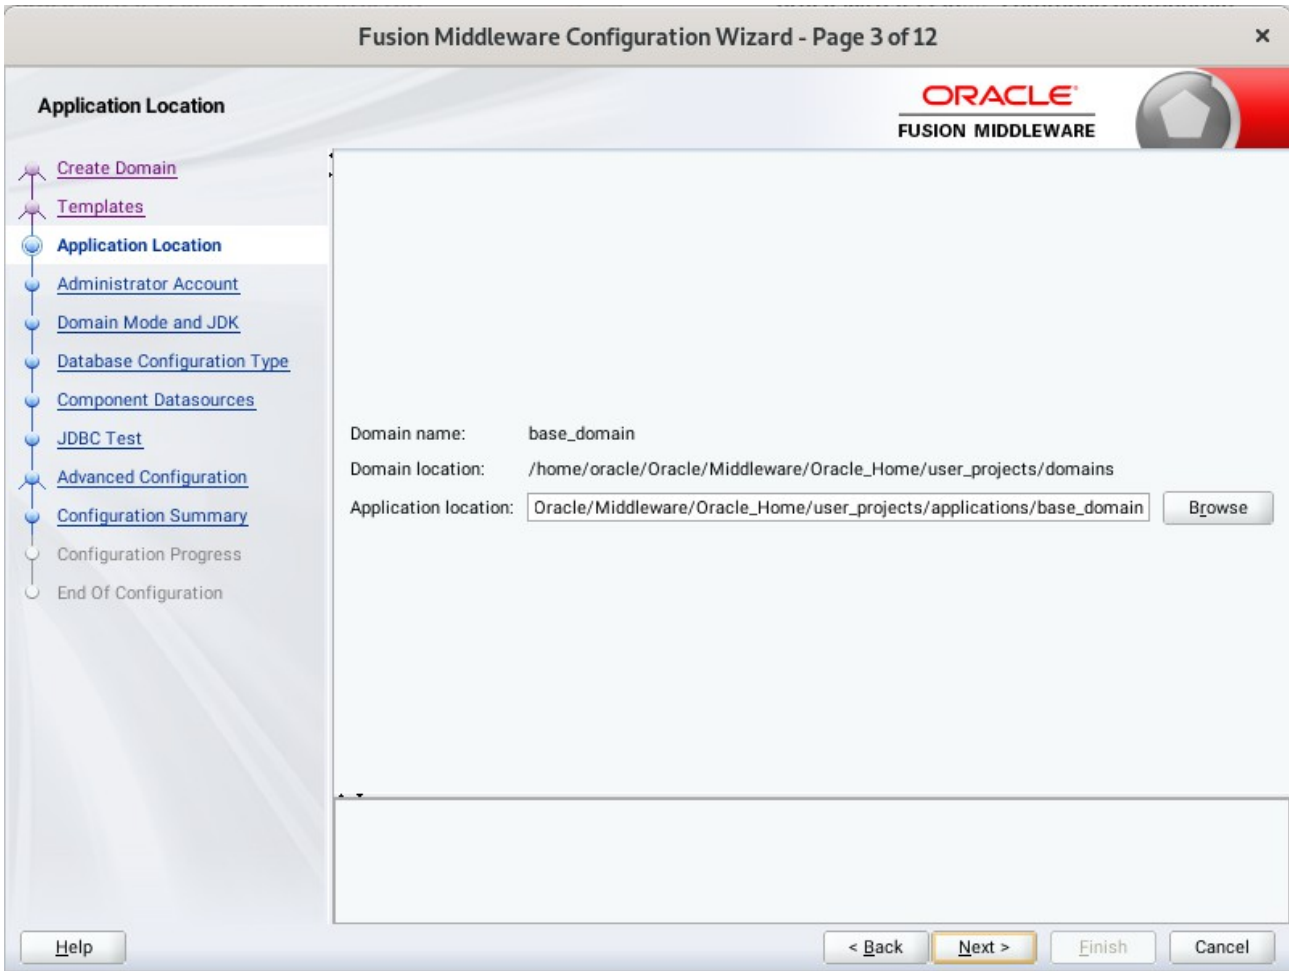 Fusion Middleware Configuration Wizard - Page 3 of 12
Application Location
ORACLE
FUSION MIDDLEWARE
Create Domain
Templates
Application Location
Administrator Account
Domain Mode and JDK
Database Configuration Type
Component Datasources
JDBC Test
Advanced Configuration
Configuration Summary
Configuration Progress
End Of Configuration
Domain name: base_domain
Domain location: /home/oracle/Oracle/Middleware/Oracle_Home/user_projects/domains
Application location: Oracle/Middleware/Oracle_Home/user_projects/applications/base_domain Browse
Help < Back Next > Finish Cancel